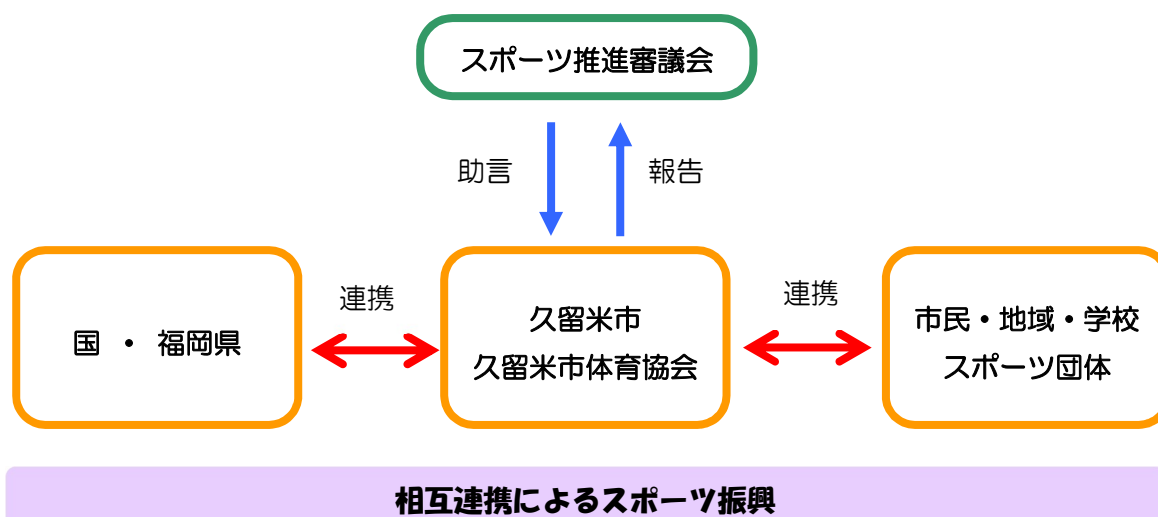 スポーツ推進審議会
助言
報告
国 ・ 福岡県
連携
久留米市
久留米市体育協会
連携
市民・地域・学校
スポーツ団体
相互連携によるスポーツ振興